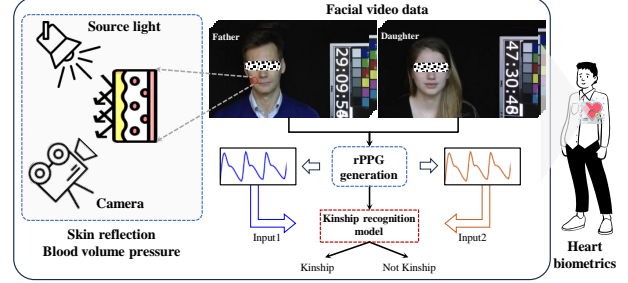 Facial video data
Source light
Father
Daughter
29:09:56
47:30:48
Camera
rPPG
generation
Skin reflection
Blood volume pressure
Kinship recognition
model
Input1
Input2
Kinship
Not Kinship
Heart
biometrics